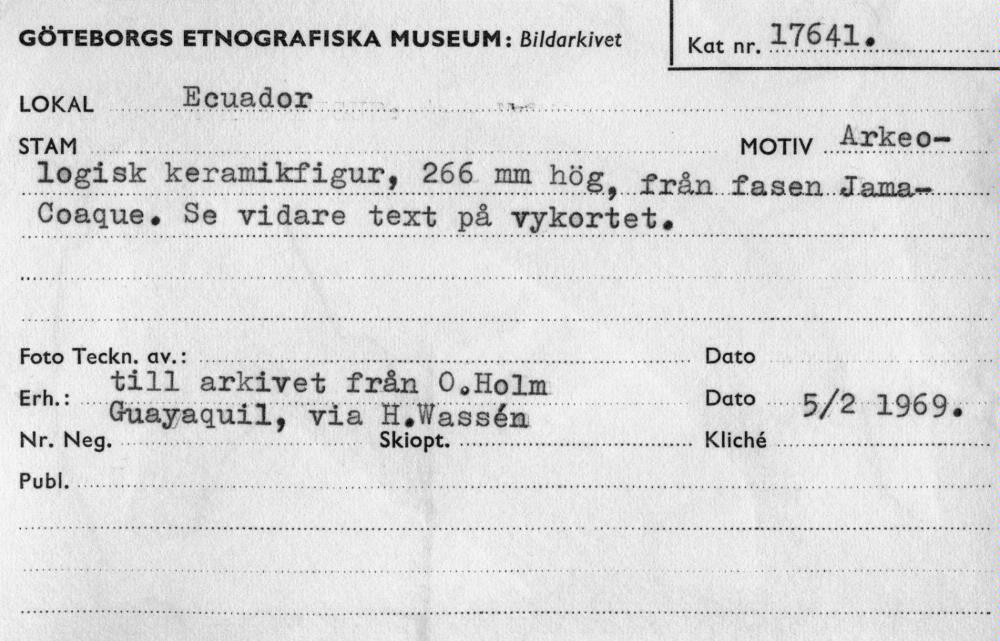 GÖTEBORGS ETNOGRAFISKA MUSEUM: Bildarkivet Kat nr. 17641.
LOKAL Ecuador
STAM MOTIV Arkeo-
logisk keramikfigur, 266 mm hög, från fasen Jama-
Coaque. Se vidare text på vykortet.
Foto Teckn. av.: Dato
Erh.: till arkivet från O.Holm Dato 5/2 1969.
Guayaquil, via H.Wassén
Nr. Neg. Skiopt. Kliché
Publ.